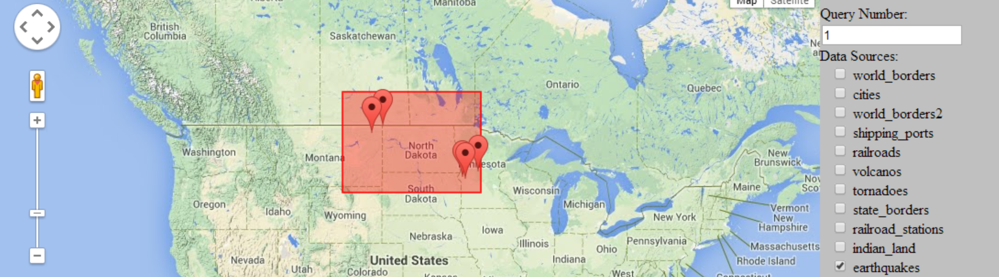 Manitoba
Map
Satellite
British
Columbia
Saskatchewan
Ontario
Quebec
North
Dakota
Washington
Montana
New
Brunswick
South
Dakota
Wisconsin
Maine
Oregon
Idaho
Wyoming
Michigan
Vermont
New
Hampshire
New York
Iowa
Nebraska
Pennsylvania
Illinois
Ohio
Massachusetts
Nevada
United States
Indiana
Rhode Island
Utah
Colorado
West
Query Number:
1
Data Sources:
world_borders
cities
world_borders2
shipping_ports
railroads
volcanos
tornadoes
state_borders
railroad_stations
indian_land
earthquakes